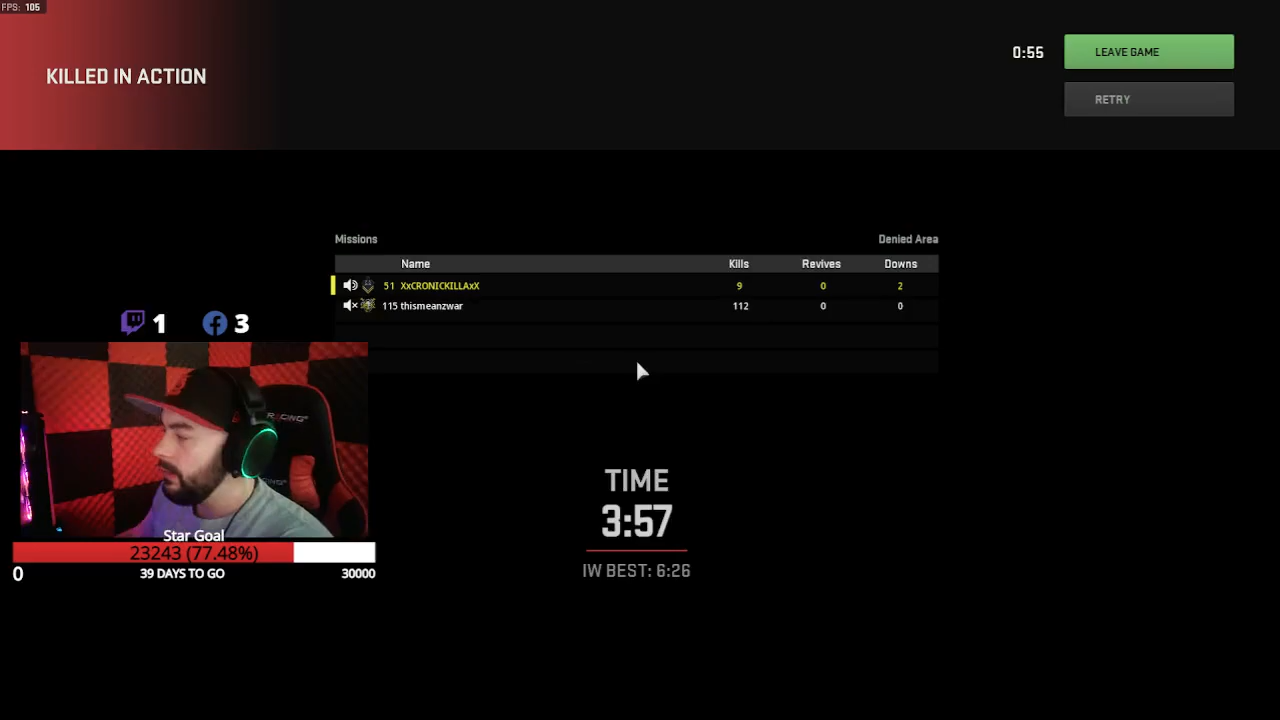 FPS: 105
KILLED IN ACTION
0:55
LEAVE GAME
RETRY
Missions
Denied Area
Name Kills Revives Downs
51 XxCRONICKILLAxX 9 0 2
115 thismeanzwar 112 0 0
1 3
RACING
Star Goal
23243 (77.48%)
0 39 DAYS TO GO 30000
TIME
3:57
IW BEST: 6:26